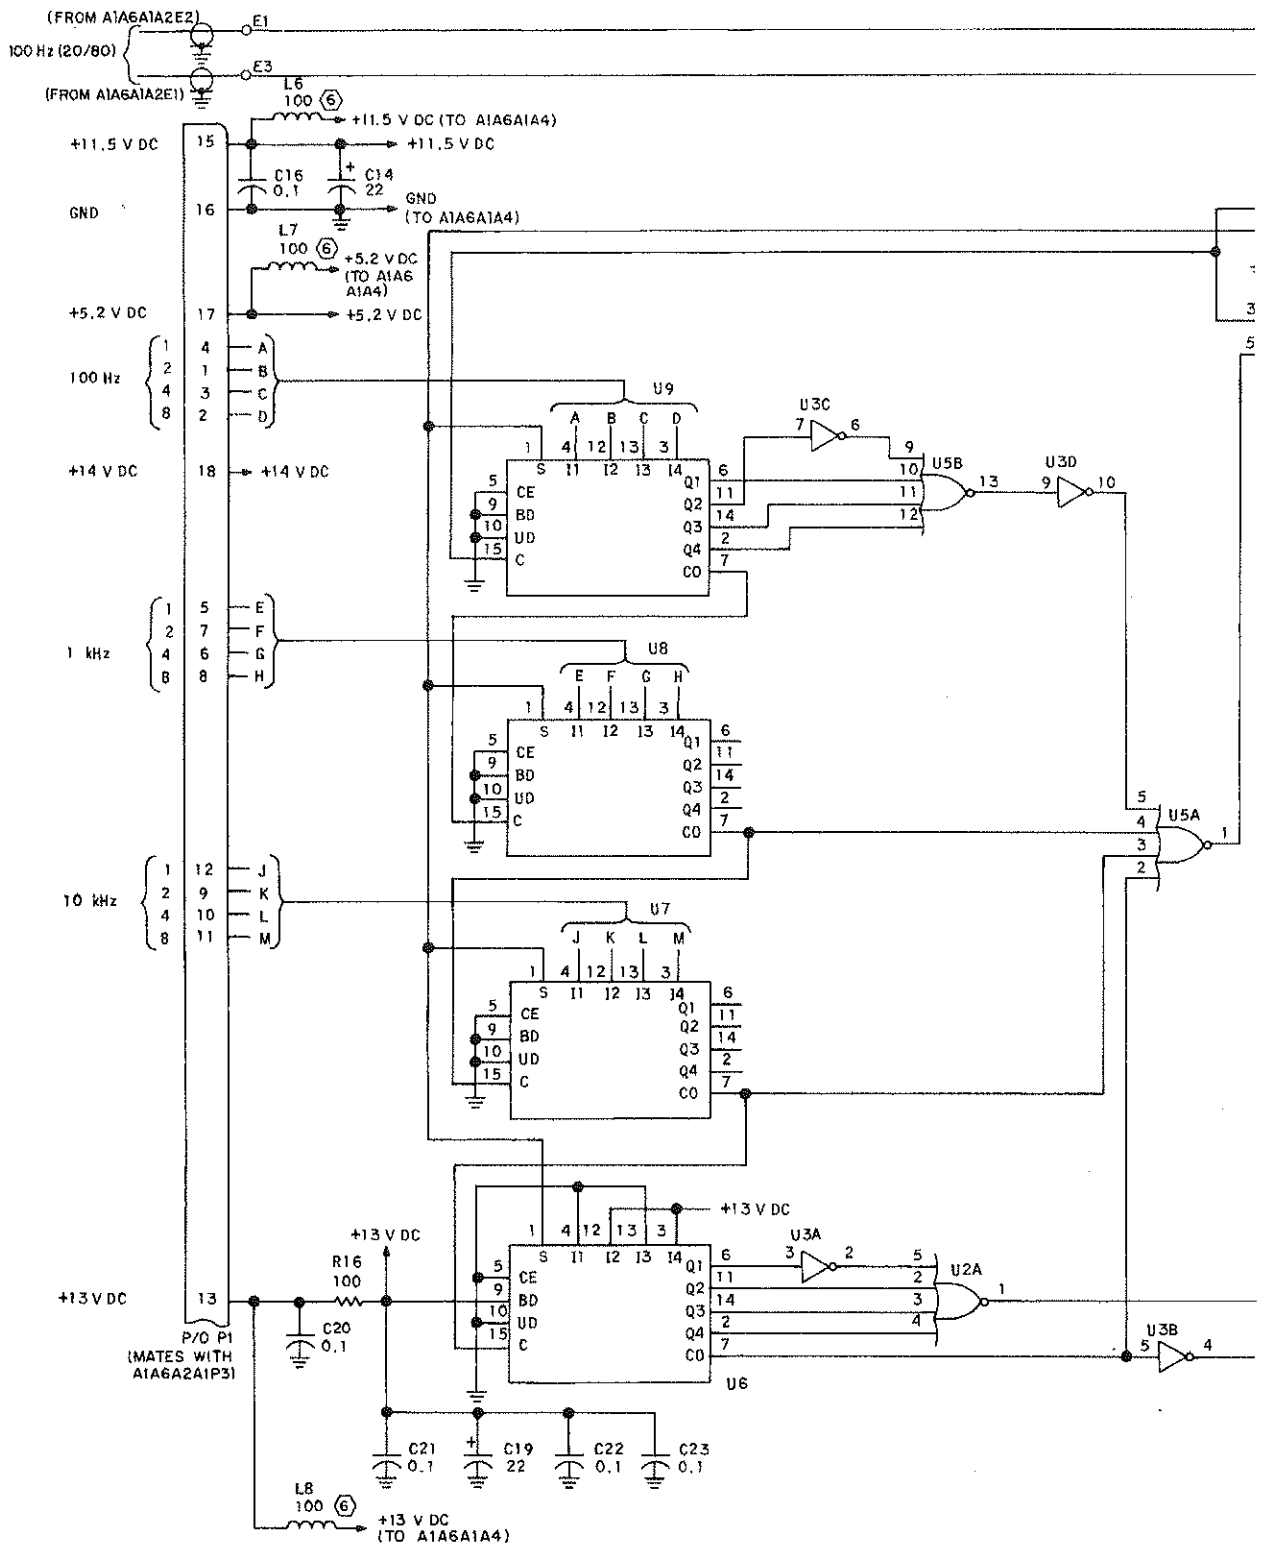 (FROM A1A6A1A2E2)
E1
100 Hz (20/80)
E3
(FROM A1A6A1A2E1)
L6
100 6
+11.5 V DC (TO A1A6A1A4)
+11.5 V DC
15
+11.5 V DC
C16
0.1
+
C14
22
GND
16
GND
(TO A1A6A1A4)
L7
100 6
+5.2 V DC
(TO A1A6
A1A4)
+5.2 V DC
17
+5.2 V DC
3
5
100 Hz
1 4 A
2 1 B
4 3 C
8 2 D
+14 V DC
18
+14 V DC
U9
A B C D
1 4 12 13 3
S I1 I2 I3 I4
5 CE
9 BD
10 UD
15 C
Q1 6
Q2 11
Q3 14
Q4 2
CO 7
U3C
7 6
9
10
11
12
U5B
13
U3D
9 10
1 kHz
1 5 E
2 7 F
4 6 G
8 8 H
U8
E F G H
1 4 12 13 3
S I1 I2 I3 I4
5 CE
9 BD
10 UD
15 C
Q1 6
Q2 11
Q3 14
Q4 2
CO 7
5
4
3
2
U5A
1
10 kHz
1 12 J
2 9 K
4 10 L
8 11 M
U7
J K L M
1 4 12 13 3
S I1 I2 I3 I4
5 CE
9 BD
10 UD
15 C
Q1 6
Q2 11
Q3 14
Q4 2
CO 7
+13 V DC
1 4 12 13 3
S I1 I2 I3 I4
5 CE
9 BD
10 UD
15 C
Q1 6
Q2 11
Q3 14
Q4 2
CO 7
U6
U3A
3 2
5
2
3
4
U2A
1
U3B
5 4
+13 V DC
R16
100
+13 V DC
13
C20
0.1
P/O P1
(MATES WITH
A1A6A2A1P3)
C21
0.1
+
C19
22
C22
0.1
C23
0.1
L8
100 6
+13 V DC
(TO A1A6A1A4)